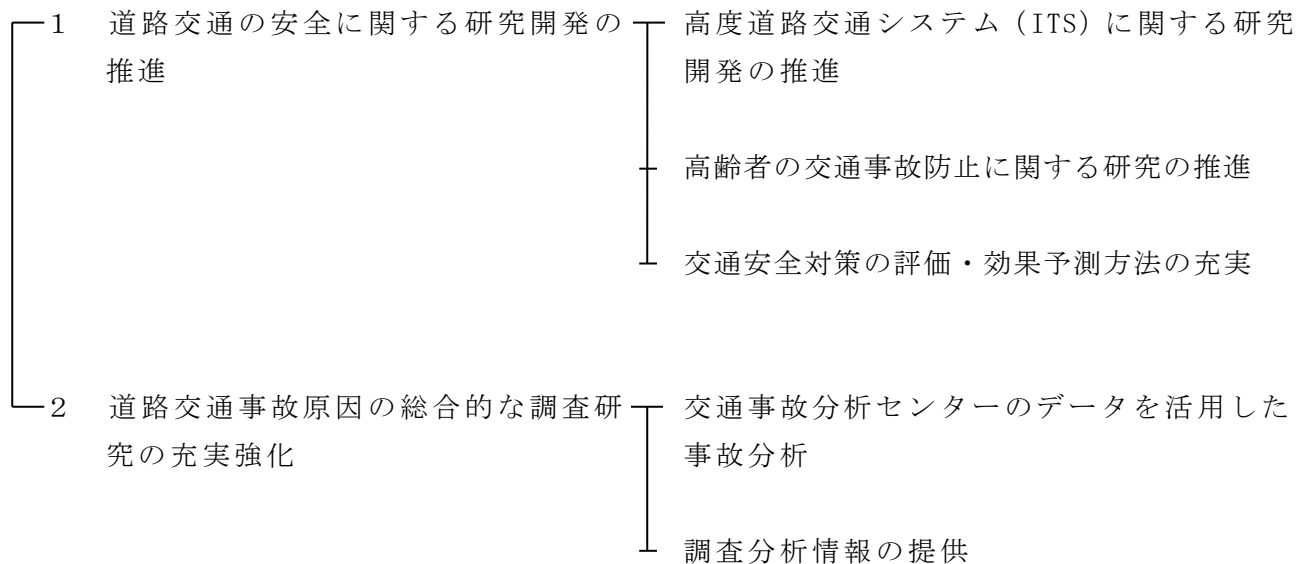 1 道路交通の安全に関する研究開発の
推進
高度道路交通システム（ITS）に関する研究
開発の推進
高齢者の交通事故防止に関する研究の推進
交通安全対策の評価・効果予測方法の充実
2 道路交通事故原因の総合的な調査研
究の充実強化
交通事故分析センターのデータを活用した
事故分析
調査分析情報の提供